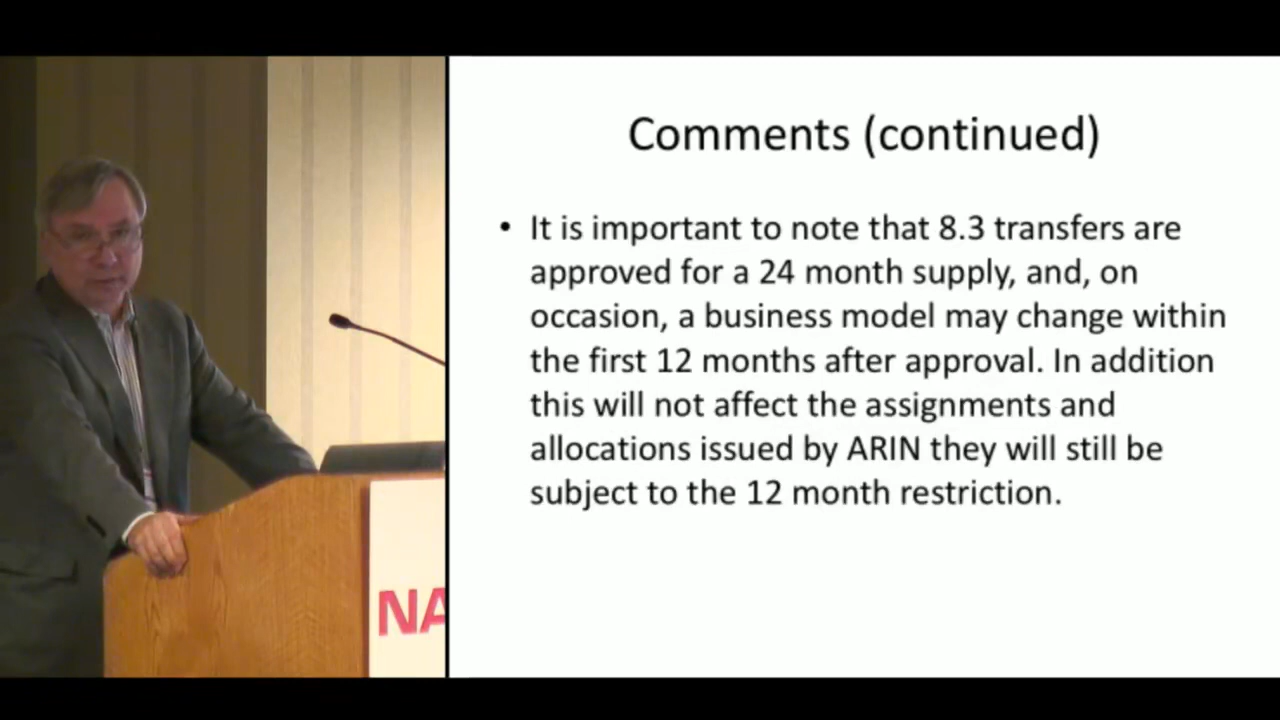 Comments (continued)
• It is important to note that 8.3 transfers are
approved for a 24 month supply, and, on
occasion, a business model may change within
the first 12 months after approval. In addition
this will not affect the assignments and
allocations issued by ARIN they will still be
subject to the 12 month restriction.
NA